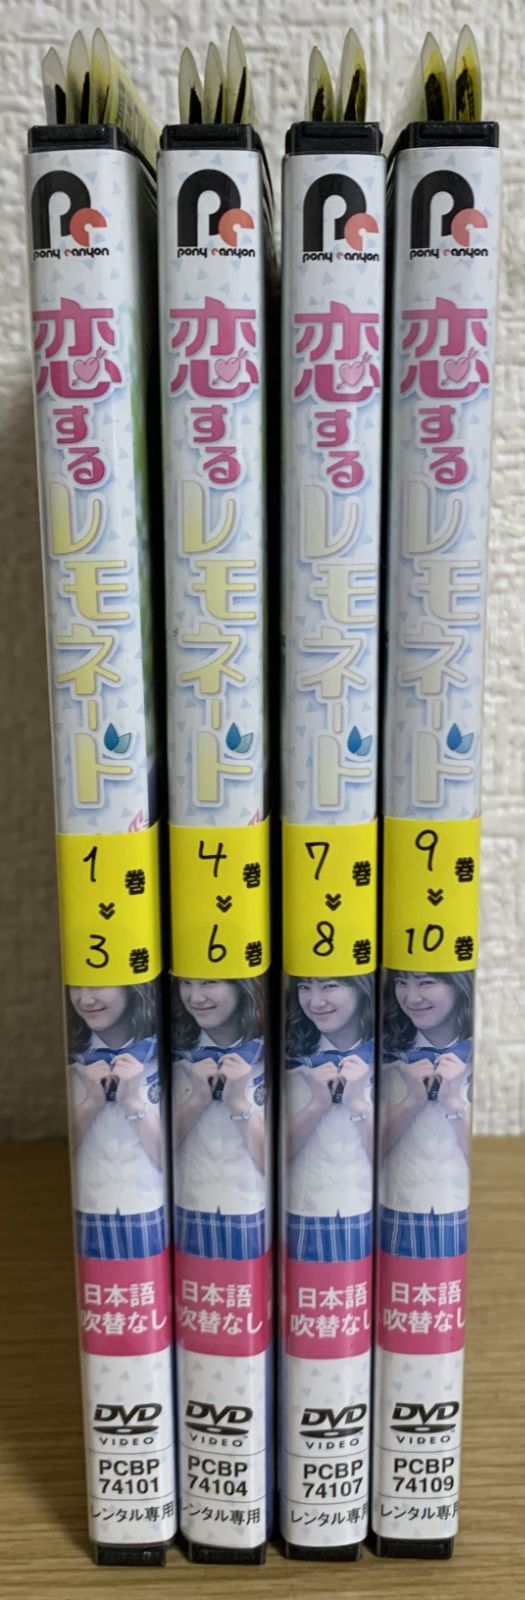 pony canyon
恋する
レモネード
1巻
3巻
日本語
吹替なし
DVD
VIDEO
PCBP
74101
レンタル専用
pony canyon
恋する
レモネード
4巻
6巻
日本語
吹替なし
DVD
VIDEO
PCBP
74104
レンタル専用
pony canyon
恋する
レモネード
7巻
8巻
日本語
吹替なし
DVD
VIDEO
PCBP
74107
レンタル専用
pony canyon
恋する
レモネード
9巻
10巻
日本語
吹替なし
DVD
VIDEO
PCBP
74109
レンタル専用